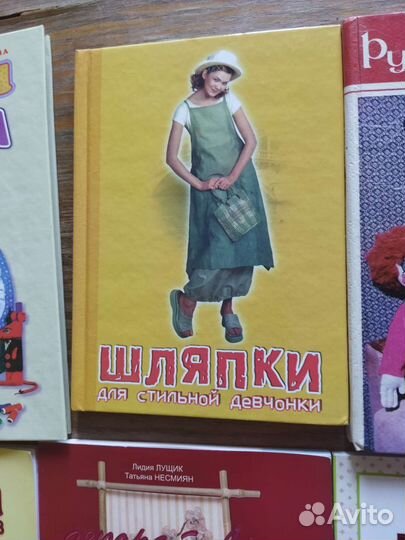 Ру
ШЛЯПКИ
для стильной девчонки
Лидия ЛУЩИК
Татьяна НЕСМИЯН
Avito